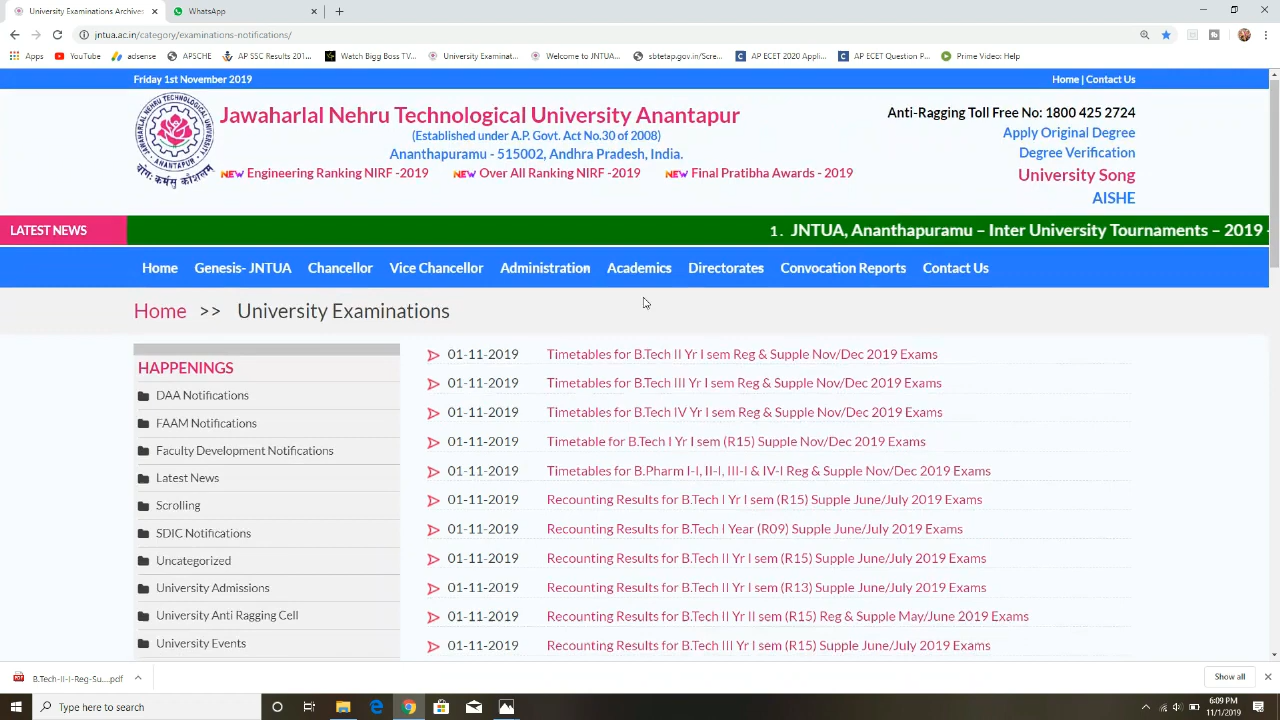 University Examinations-notific
WhatsApp
jntua.ac.in/category/examinations-notifications/
Apps
YouTube
adsense
APSCHE
AP SSC Results 201...
Watch Bigg Boss TV...
University Examinat...
Welcome to JNTUA...
sbtetap.gov.in/Scre...
AP ECET 2020 Appli...
AP ECET Question P...
Prime Video:Help
Friday 1st November 2019
Home | Contact Us
Jawaharlal Nehru Technological University Anantapur
(Established under A.P. Govt. Act No.30 of 2008)
Ananthapuramu - 515002, Andhra Pradesh, India.
NEW Engineering Ranking NIRF -2019 NEW Over All Ranking NIRF -2019 NEW Final Pratibha Awards - 2019
Anti-Ragging Toll Free No: 1800 425 2724
Apply Original Degree
Degree Verification
University Song
AISHE
LATEST NEWS
1. JNTUA, Ananthapuramu – Inter University Tournaments – 2019 -
Home Genesis- JNTUA Chancellor Vice Chancellor Administration Academics Directorates Convocation Reports Contact Us
Home >> University Examinations
HAPPENINGS
DAA Notifications
FAAM Notifications
Faculty Development Notifications
Latest News
Scrolling
SDIC Notifications
Uncategorized
University Admissions
University Anti Ragging Cell
University Events
01-11-2019 Timetables for B.Tech II Yr I sem Reg & Supple Nov/Dec 2019 Exams
01-11-2019 Timetables for B.Tech III Yr I sem Reg & Supple Nov/Dec 2019 Exams
01-11-2019 Timetables for B.Tech IV Yr I sem Reg & Supple Nov/Dec 2019 Exams
01-11-2019 Timetable for B.Tech I Yr I sem (R15) Supple Nov/Dec 2019 Exams
01-11-2019 Timetables for B.Pharm I-I, II-I, III-I & IV-I Reg & Supple Nov/Dec 2019 Exams
01-11-2019 Recounting Results for B.Tech I Yr I sem (R15) Supple June/July 2019 Exams
01-11-2019 Recounting Results for B.Tech I Year (R09) Supple June/July 2019 Exams
01-11-2019 Recounting Results for B.Tech II Yr I sem (R15) Supple June/July 2019 Exams
01-11-2019 Recounting Results for B.Tech II Yr I sem (R13) Supple June/July 2019 Exams
01-11-2019 Recounting Results for B.Tech II Yr II sem (R15) Reg & Supple May/June 2019 Exams
01-11-2019 Recounting Results for B.Tech III Yr I sem (R15) Supple June/July 2019 Exams
B.Tech-II-I-Reg-Su....pdf
Show all
Type here to search
6:09 PM
11/1/2019